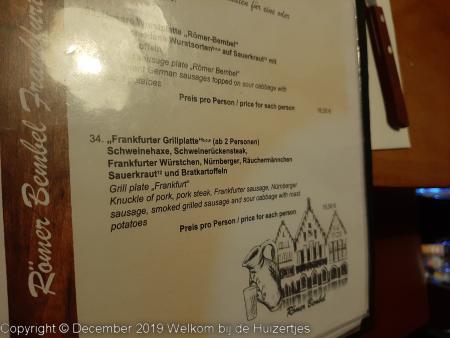 Wurstplatte „Römer-Bembel“
Wurstsorten auf Sauerkraut mit
sausage plate „Römer Bembel“
German sausages topped on sour cabbage with
Preis pro Person / price for each person
34. „Frankfurter Grillplatte“ (ab 2 Personen)
Schweinehaxe, Schweinerückensteak,
Frankfurter Würstchen, Nürnberger, Räuchermännchen
Sauerkraut und Bratkartoffeln
Grill plate „Frankfurt“
Knuckle of pork, pork steak, Frankfurter sausage, Nürnberger
sausage, smoked grilled sausage and sour cabbage with roast
potatoes
Preis pro Person / price for each person
Römer Bembel
Römer Bembel Frankfurt
Copyright © December 2019 Welkom bij de Huizertjes